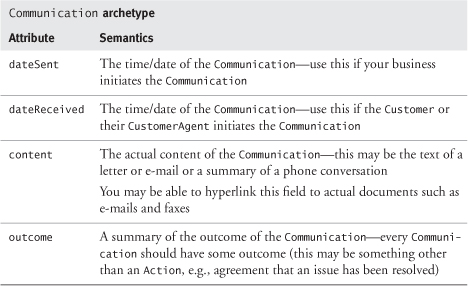 Communication archetype
Attribute Semantics
dateSent The time/date of the Communication—use this if your business
initiates the Communication
dateReceived The time/date of the Communication—use this if the Customer or
their CustomerAgent initiates the Communication
content The actual content of the Communication—this may be the text of a
letter or e-mail or a summary of a phone conversation
You may be able to hyperlink this field to actual documents such as
e-mails and faxes
outcome A summary of the outcome of the Communication—every Communi-
cation should have some outcome (this may be something other
than an Action, e.g., agreement that an issue has been resolved)